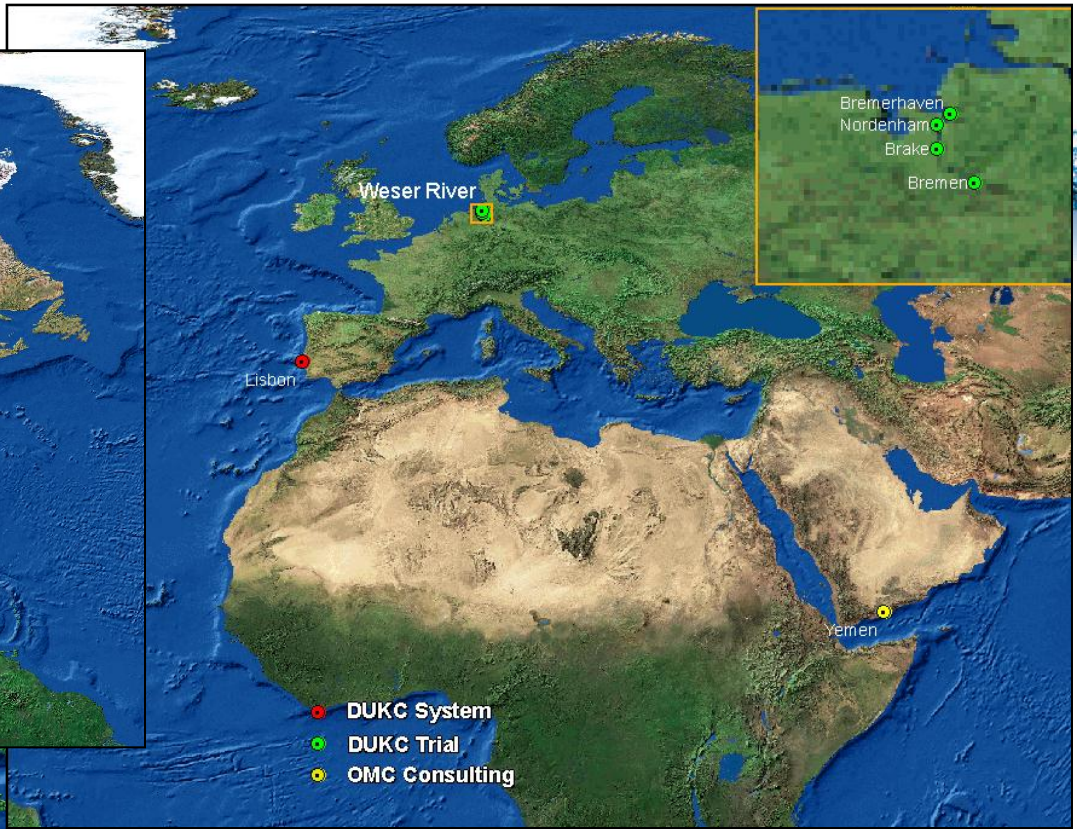 Bremerhaven
Nordenham
Brake
Bremen
Weser River
Lisbon
Yemen
DUKC System
DUKC Trial
OMC Consulting